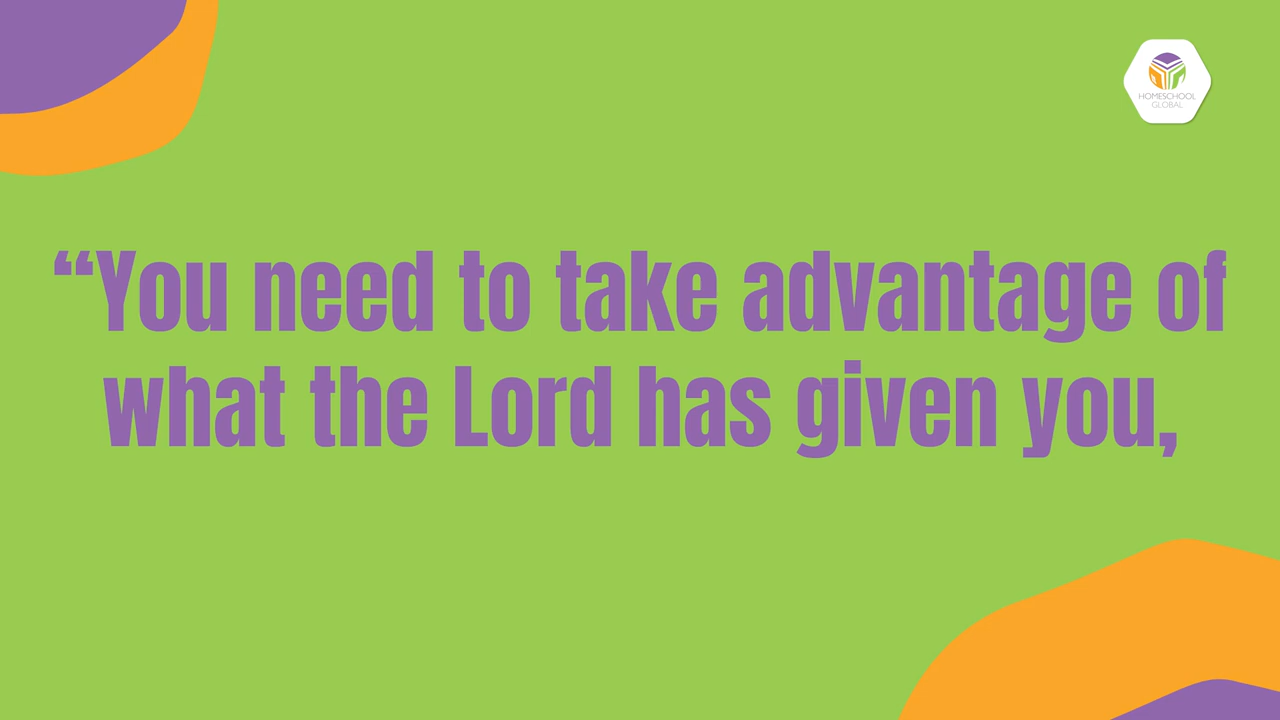 HOMESCHOOL
GLOBAL
“You need to take advantage of
what the Lord has given you,